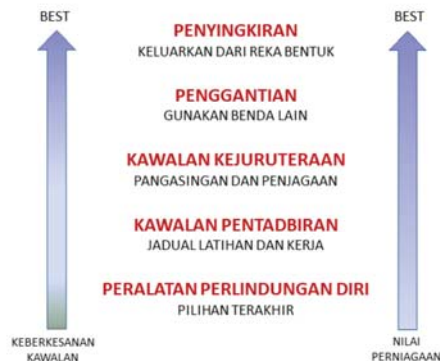 BEST
BEST
PENYINGKIRAN
KELUARKAN DARI REKA BENTUK
PENGGANTIAN
GUNAKAN BENDA LAIN
KAWALAN KEJURUTERAAN
PANGASINGAN DAN PENJAGAAN
KAWALAN PENTADBIRAN
JADUAL LATIHAN DAN KERJA
PERALATAN PERLINDUNGAN DIRI
PILIHAN TERAKHIR
KEBERKESANAN
KAWALAN
NILAI
PERNIAGAAN